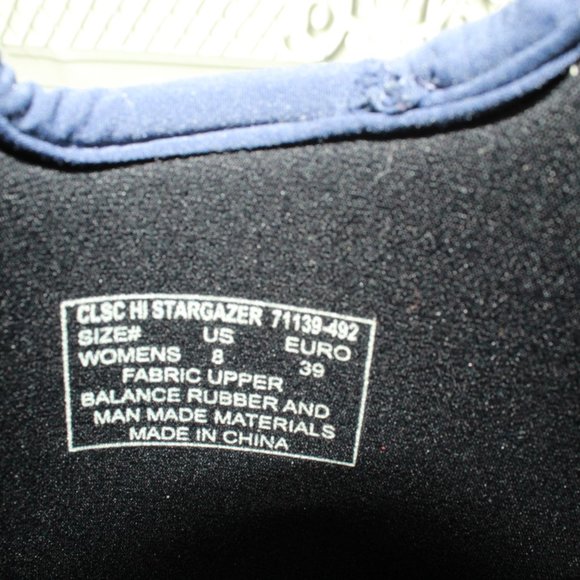 CLSC HI STARGAZER 71139-492
SIZE# US EURO
WOMENS 8 39
FABRIC UPPER
BALANCE RUBBER AND
MAN MADE MATERIALS
MADE IN CHINA